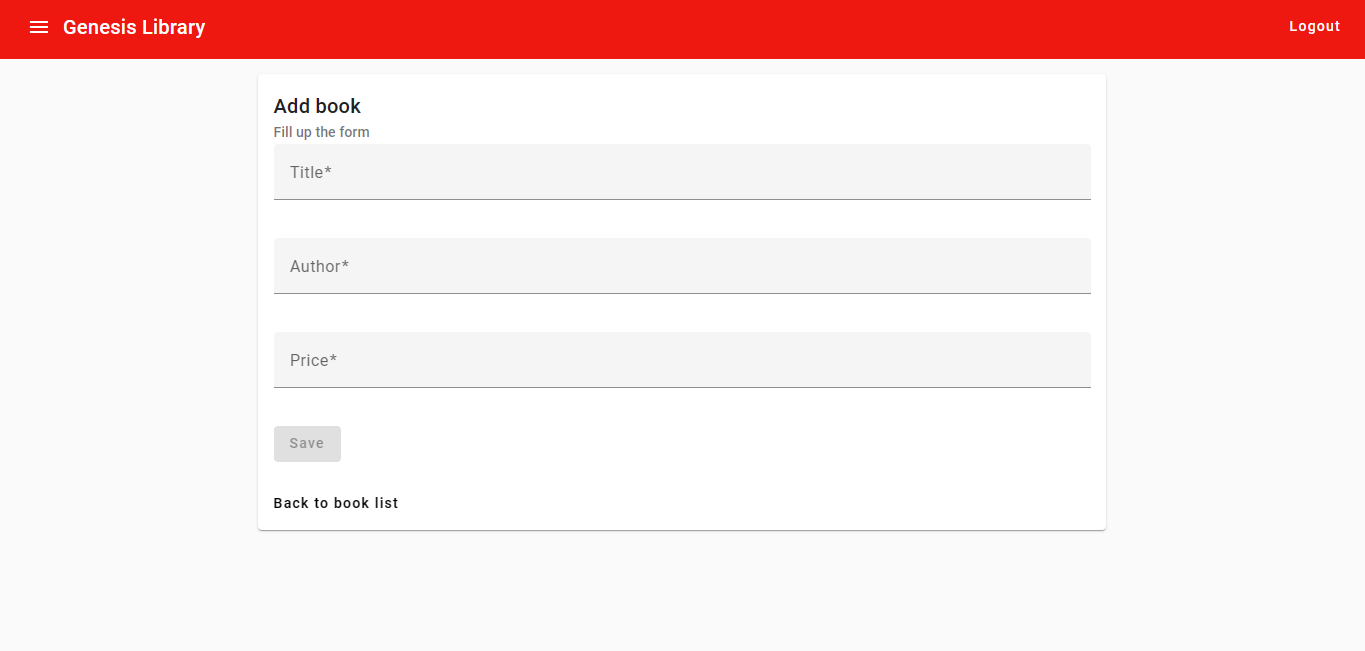 Genesis Library
Logout
Add book
Fill up the form
Title*
Author*
Price*
Save
Back to book list